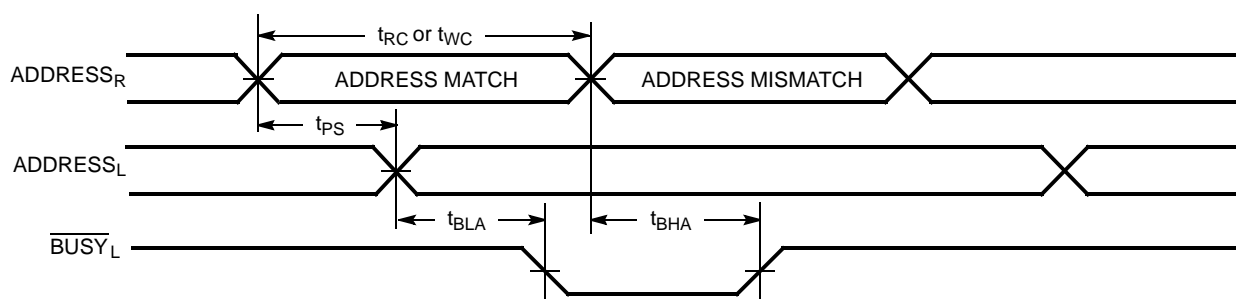 tRC or tWC
ADDRESSR
ADDRESS MATCH
ADDRESS MISMATCH
tPS
ADDRESSL
tBLA
tBHA
BUSYL